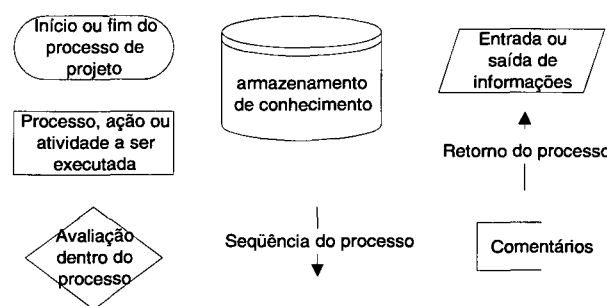 Início ou fim do
processo de
projeto
armazenamento
de conhecimento
Entrada ou
saída de
informações
Processo, ação ou
atividade a ser
executada
Retorno do processo
Avaliação
dentro do
processo
Seqüência do processo
Comentários